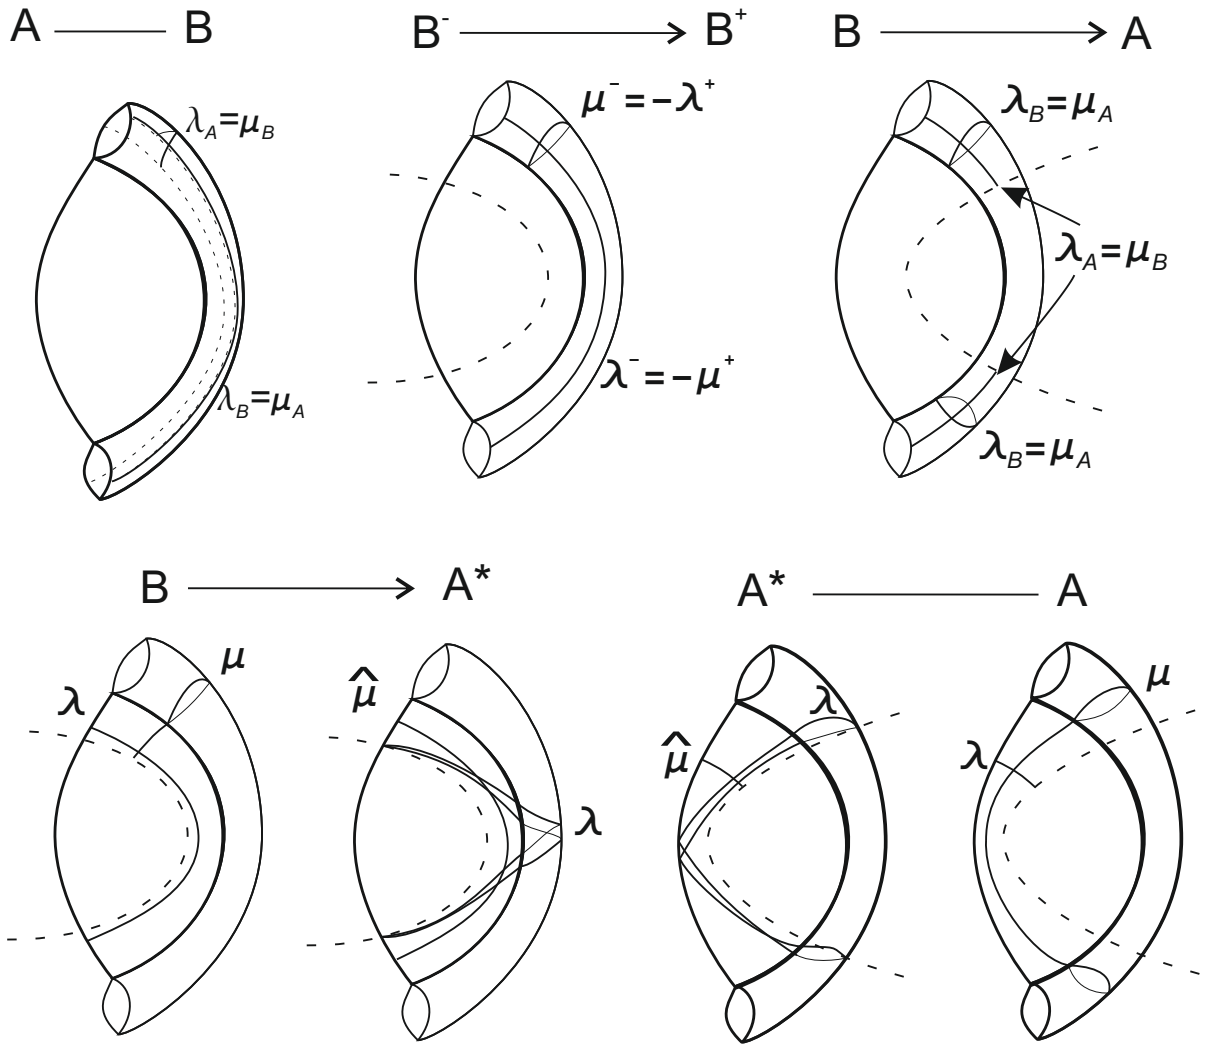 A B B⁻ B⁺ B A
λ_A=μ_B μ⁻=−λ⁺ λ_B=μ_A
λ_A=μ_B
λ_B=μ_A λ⁻=−μ⁺ λ_B=μ_A
B A* A* A
λ μ μ̂ λ μ
μ̂ λ
λ